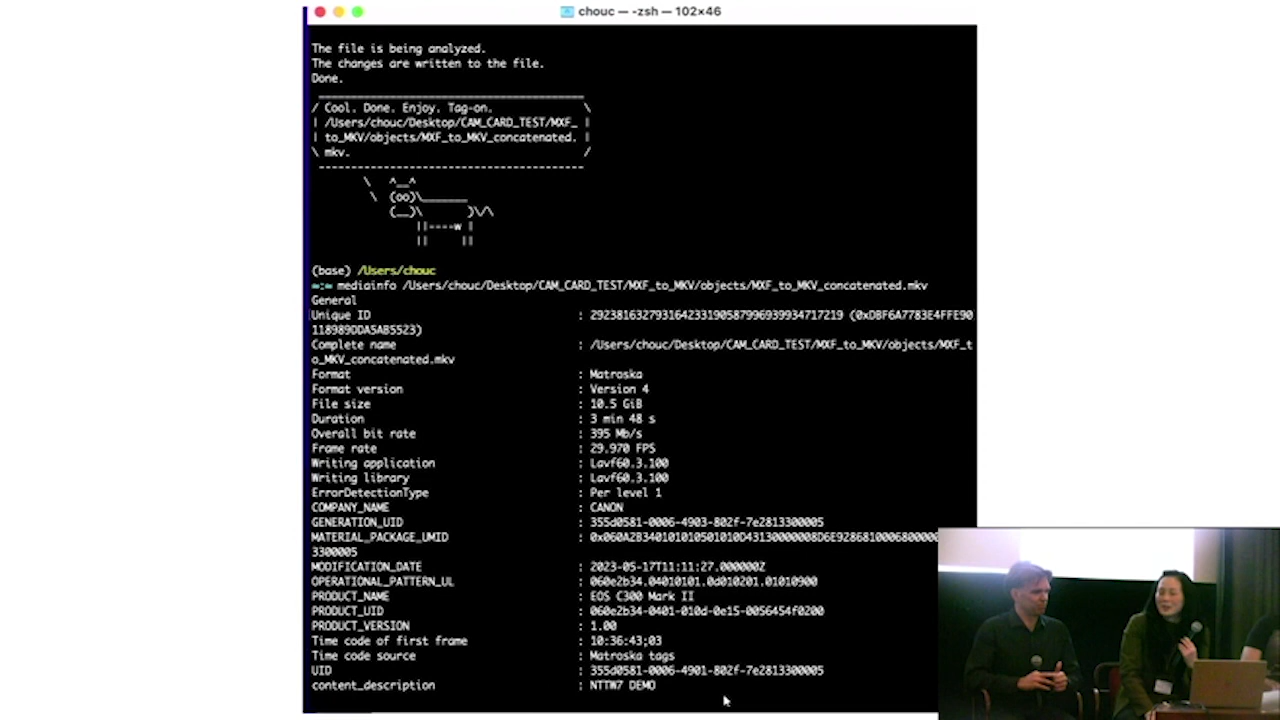 chouc — -zsh — 102×46
The file is being analyzed.
The changes are written to the file.
Done.
/ Cool. Done. Enjoy. Tag-on. \
| /Users/chouc/Desktop/CAM_CARD_TEST/MXF_ |
| to_MKV/objects/MXF_to_MKV_concatenated. |
\ mkv. /
\ ^__^
\ (oo)\_______
(__)\ )\/\
||----w |
|| ||
(base) /Users/chouc
mediainfo /Users/chouc/Desktop/CAM_CARD_TEST/MXF_to_MKV/objects/MXF_to_MKV_concatenated.mkv
General
Unique ID : 292381632793164233190587996939934717219 (0xDBF6A7783E4FFE90
118989DDA5AB5523)
Complete name : /Users/chouc/Desktop/CAM_CARD_TEST/MXF_to_MKV/objects/MXF_t
o_MKV_concatenated.mkv
Format : Matroska
Format version : Version 4
File size : 10.5 GiB
Duration : 3 min 48 s
Overall bit rate : 395 Mb/s
Frame rate : 29.970 FPS
Writing application : Lavf60.3.100
Writing library : Lavf60.3.100
ErrorDetectionType : Per level 1
COMPANY_NAME : CANON
GENERATION_UID : 355d0581-0006-4903-802f-7e2813300005
MATERIAL_PACKAGE_UMID
3300005
MODIFICATION_DATE : 2023-05-17T11:11:27.000000Z
OPERATIONAL_PATTERN_UL : 060e2b34.04010101.0d010201.01010900
PRODUCT_NAME : EOS C300 Mark II
PRODUCT_UID : 060e2b34-0401-010d-0e15-0056454f0200
PRODUCT_VERSION : 1.00
Time code of first frame : 10:36:43;03
Time code source : Matroska tags
UID : 355d0581-0006-4901-802f-7e2813300005
content_description : NTTW7 DEMO